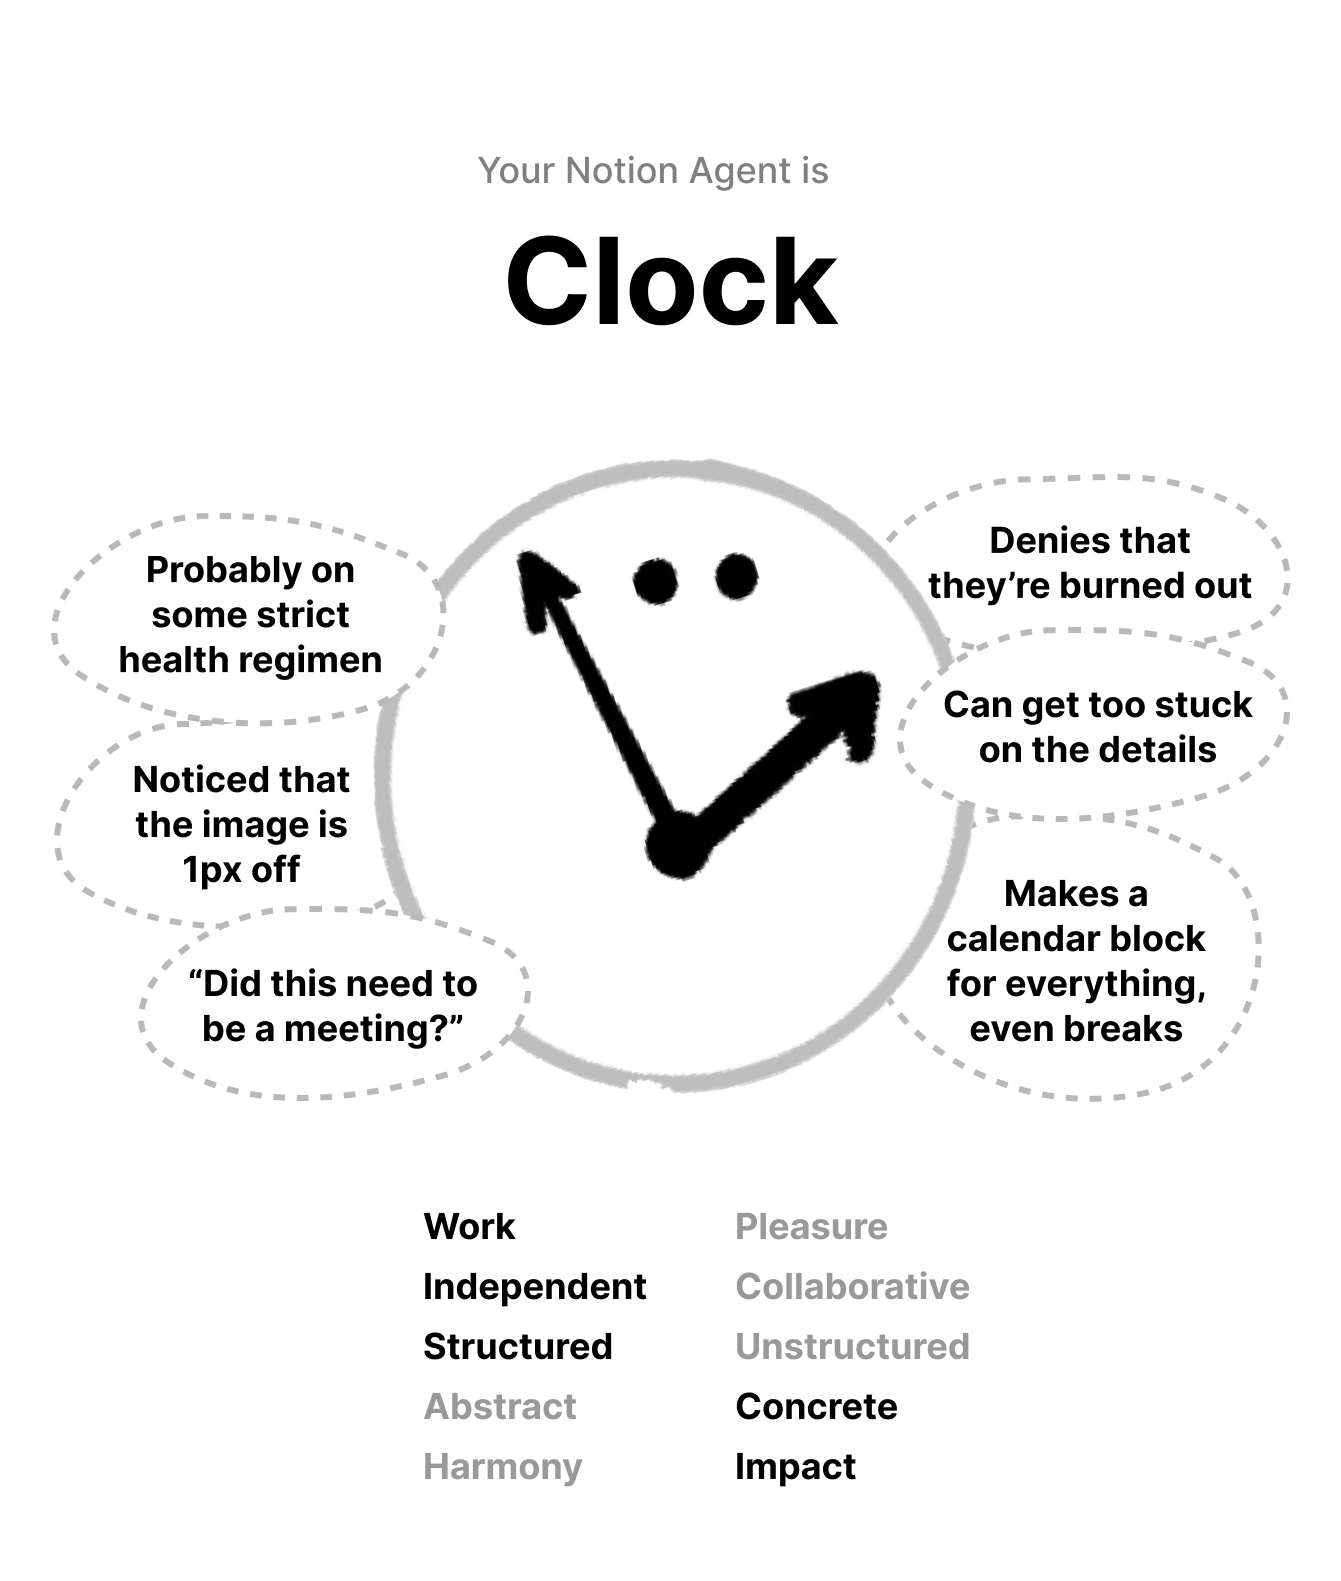 Your Notion Agent is
Clock
Probably on
some strict
health regimen
Noticed that
the image is
1px off
“Did this need to
be a meeting?”
Denies that
they’re burned out
Can get too stuck
on the details
Makes a
calendar block
for everything,
even breaks
Work Pleasure
Independent Collaborative
Structured Unstructured
Abstract Concrete
Harmony Impact